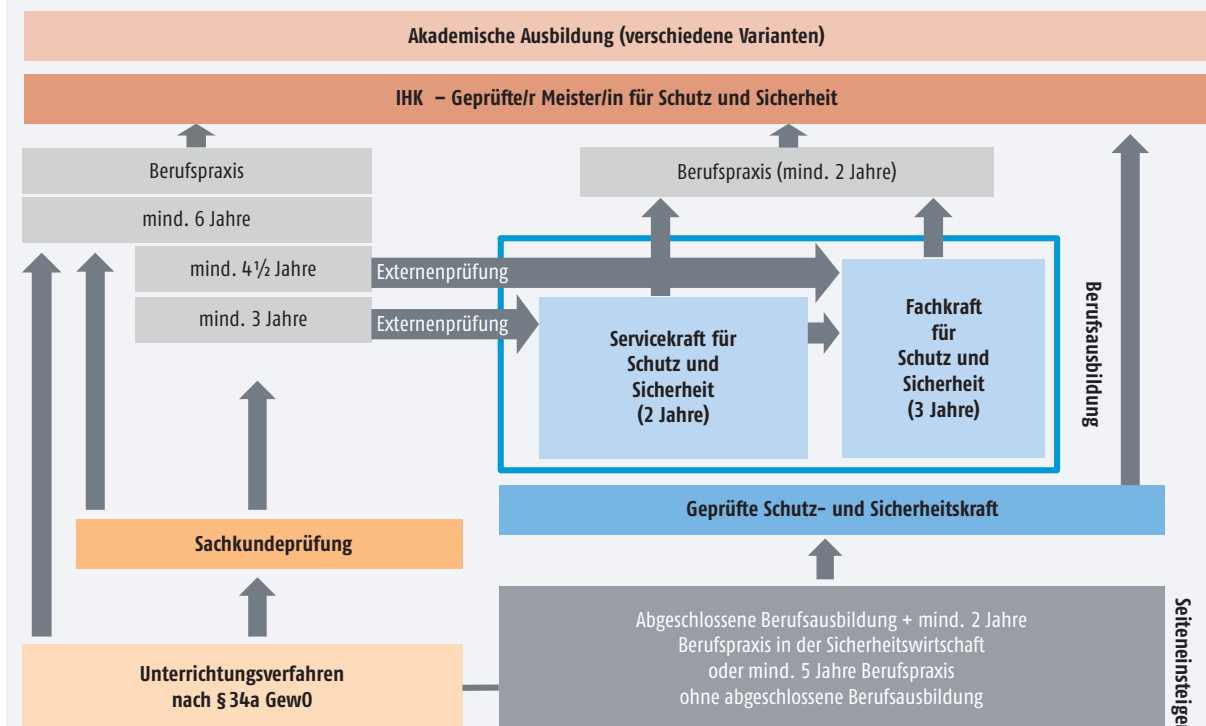 Akademische Ausbildung (verschiedene Varianten)
IHK – Geprüfte/r Meister/in für Schutz und Sicherheit
Berufspraxis
mind. 6 Jahre
mind. 4½ Jahre
mind. 3 Jahre
Externenprüfung
Externenprüfung
Berufspraxis (mind. 2 Jahre)
Servicekraft für
Schutz und
Sicherheit
(2 Jahre)
Fachkraft
für
Schutz und
Sicherheit
(3 Jahre)
Berufsausbildung
Geprüfte Schutz- und Sicherheitskraft
Sachkundeprüfung
Unterrichtungsverfahren
nach § 34a GewO
Abgeschlossene Berufsausbildung + mind. 2 Jahre
Berufspraxis in der Sicherheitswirtschaft
oder mind. 5 Jahre Berufspraxis
ohne abgeschlossene Berufsausbildung
Seiteneinsteiger